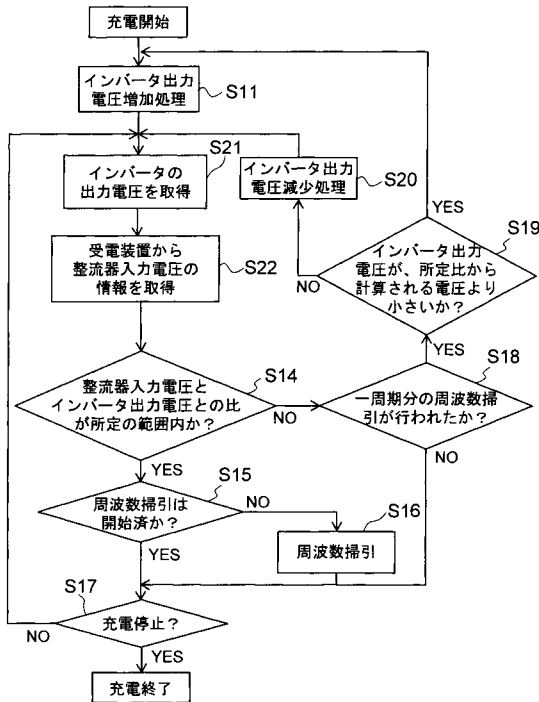 充電開始
インバータ出力
電圧増加処理
S11
インバータの
出力電圧を取得
S21
インバータ出力
電圧減少処理
S20
受電装置から
整流器入力電圧の
情報を取得
S22
YES
S19
インバータ出力
電圧が、所定比から
計算される電圧より
小さいか？
NO
YES
整流器入力電圧と
インバータ出力電圧との比
が所定の範囲内か？
S14
NO
S18
一周期分の周波数掃
引が行われたか？
NO
YES
S15
周波数掃引は
開始済か？
NO
S16
周波数掃引
YES
S17
充電停止？
NO
YES
充電終了